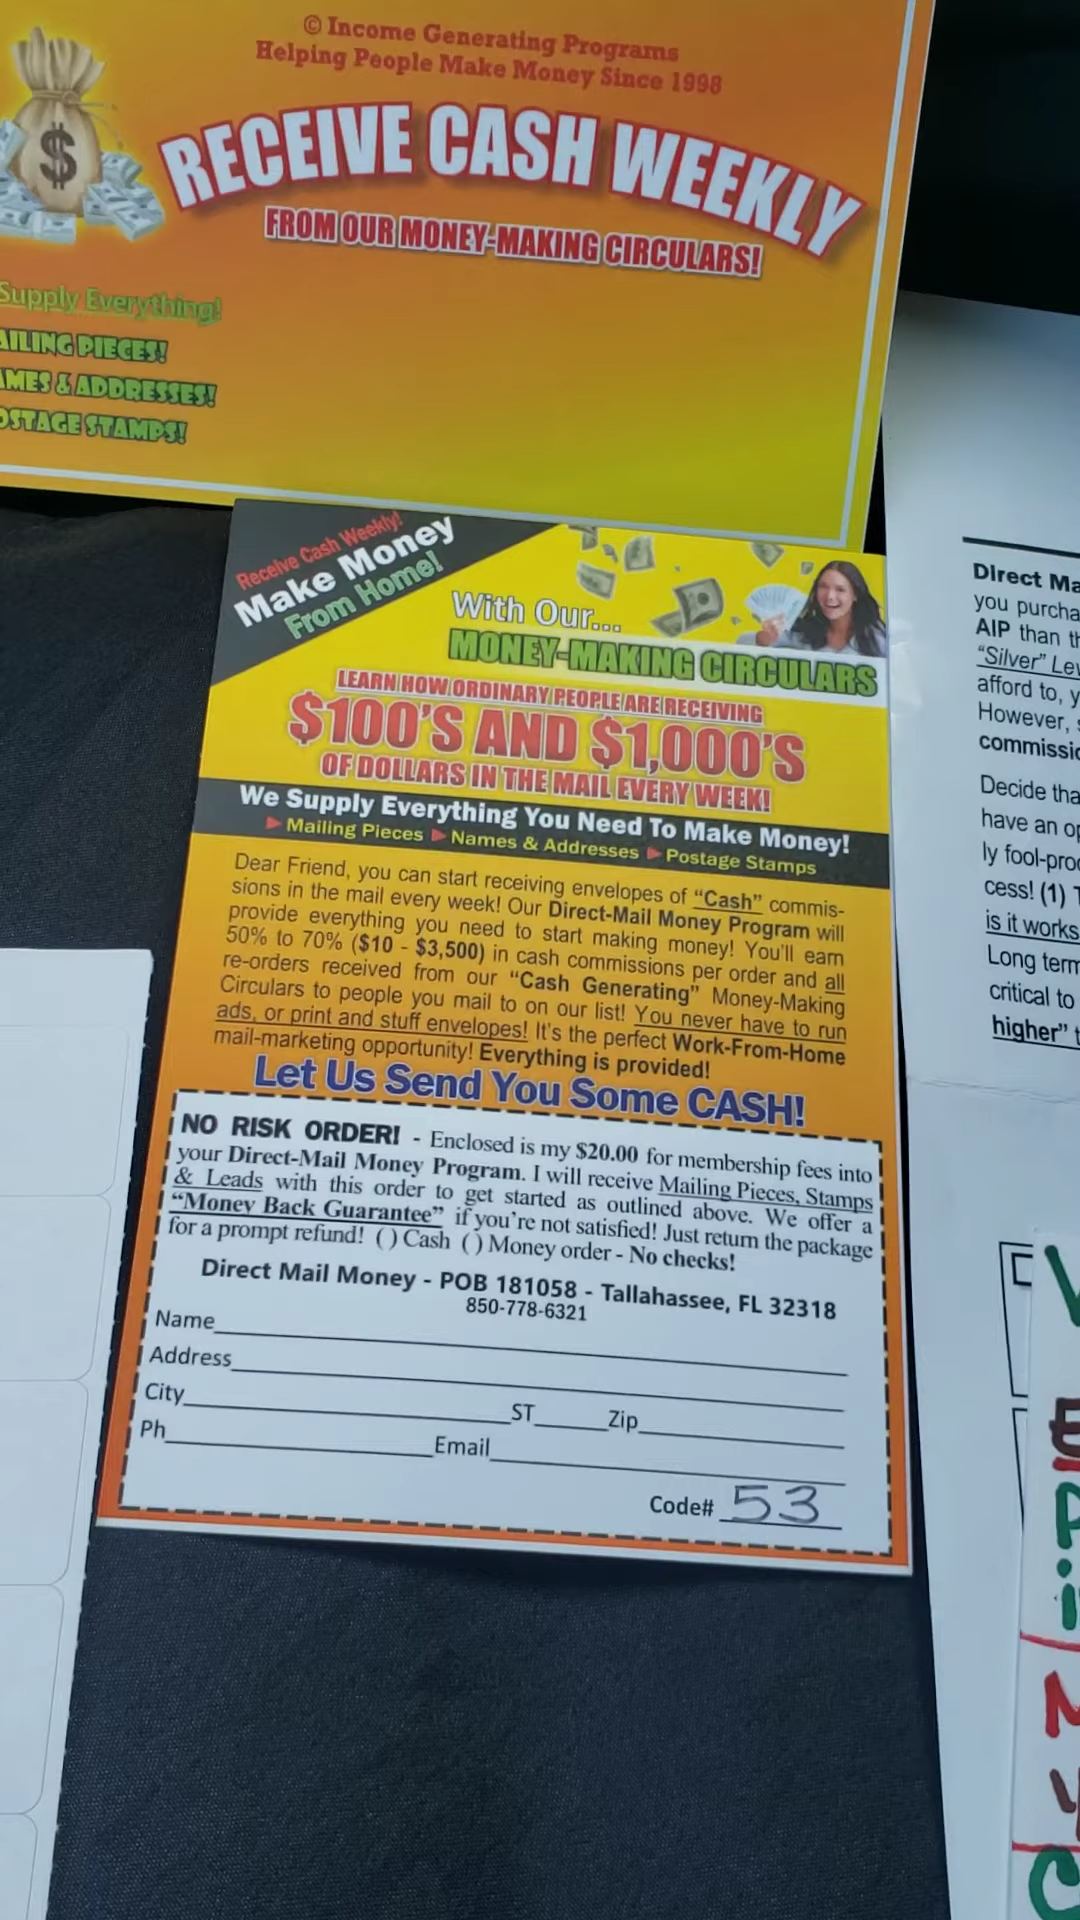 © Income Generating Programs
Helping People Make Money Since 1998
$
RECEIVE CASH WEEKLY
FROM OUR MONEY-MAKING CIRCULARS!
Supply Everything!
AILING PIECES!
AMES & ADDRESSES!
OSTAGE STAMPS!
Receive Cash Weekly!
Make Money
From Home!
With Our...
MONEY-MAKING CIRCULARS
LEARN HOW ORDINARY PEOPLE ARE RECEIVING
$100'S AND $1,000'S
OF DOLLARS IN THE MAIL EVERY WEEK!
We Supply Everything You Need To Make Money!
Mailing Pieces Names & Addresses Postage Stamps
Dear Friend, you can start receiving envelopes of "Cash" commis-
sions in the mail every week! Our Direct-Mail Money Program will
provide everything you need to start making money! You'll earn
50% to 70% ($10 - $3,500) in cash commissions per order and all
re-orders received from our "Cash Generating" Money-Making
Circulars to people you mail to on our list! You never have to run
ads, or print and stuff envelopes! It's the perfect Work-From-Home
mail-marketing opportunity! Everything is provided!
Let Us Send You Some CASH!
NO RISK ORDER! - Enclosed is my $20.00 for membership fees into
your Direct-Mail Money Program. I will receive Mailing Pieces, Stamps
& Leads with this order to get started as outlined above. We offer a
"Money Back Guarantee" if you're not satisfied! Just return the package
for a prompt refund! ( ) Cash ( ) Money order - No checks!
Direct Mail Money - POB 181058 - Tallahassee, FL 32318
850-778-6321
Name
Address
City ST Zip
Ph Email
Code# 53
Direct Ma
you purcha
AIP than th
"Silver" Lev
afford to, y
However, s
commissio
Decide tha
have an op
ly fool-proo
cess! (1) T
is it works
Long term
critical to
higher" t
V
E
P
i
M
y
C